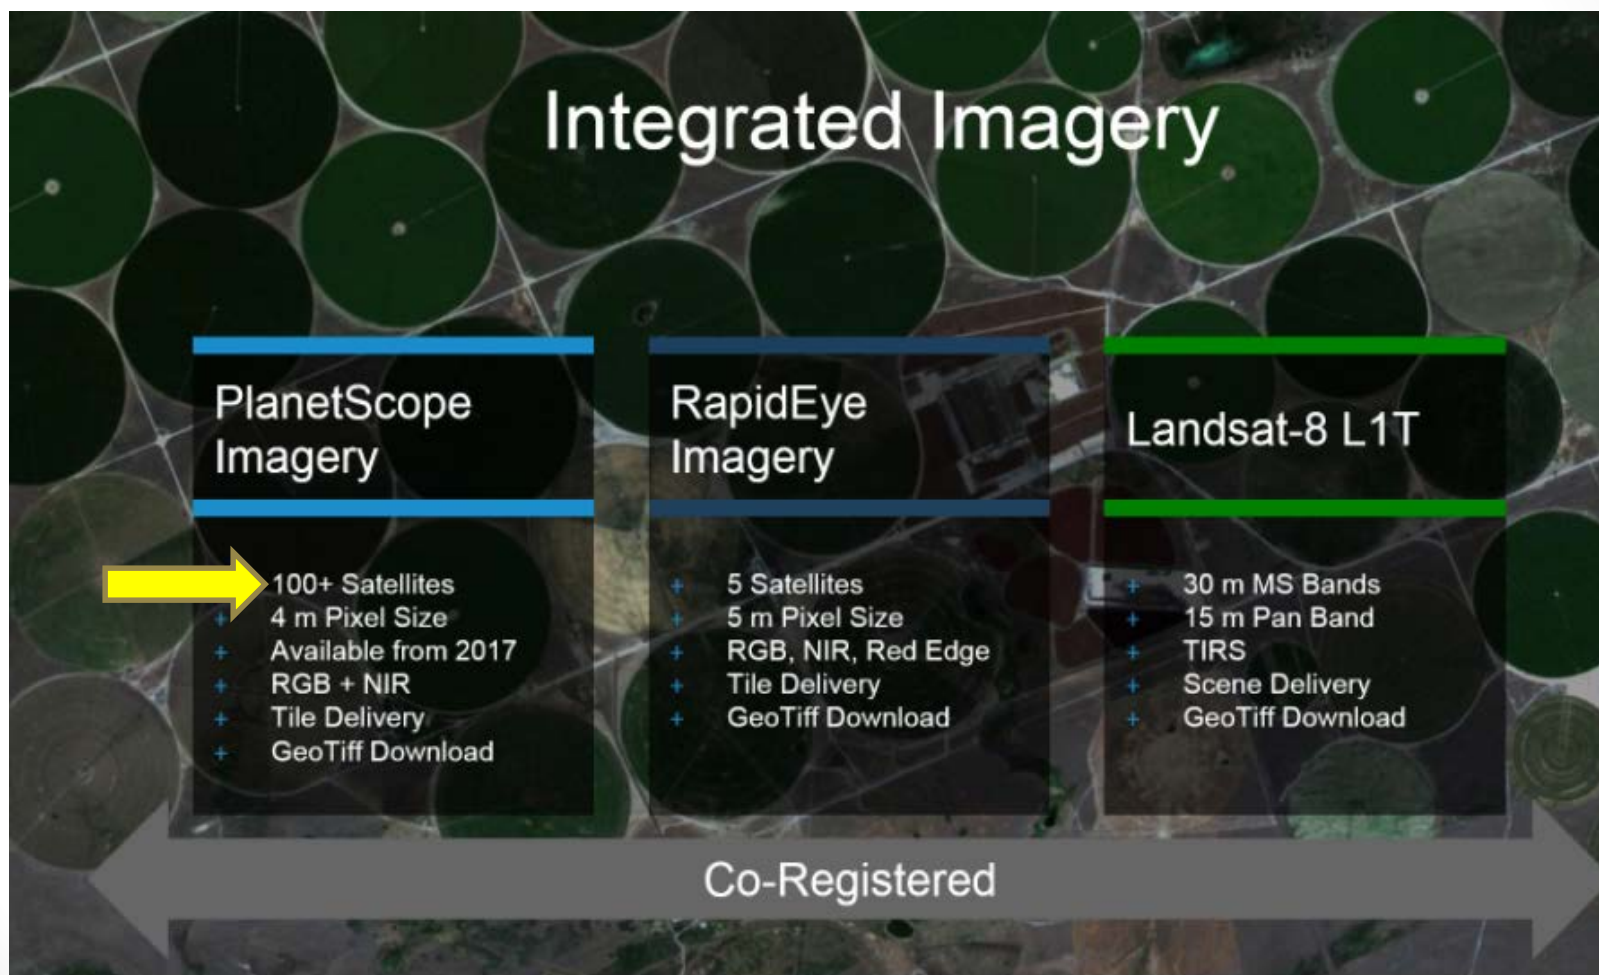 Integrated Imagery
PlanetScope
Imagery
100+ Satellites
+ 4 m Pixel Size
+ Available from 2017
+ RGB + NIR
+ Tile Delivery
+ GeoTiff Download
RapidEye
Imagery
+ 5 Satellites
+ 5 m Pixel Size
+ RGB, NIR, Red Edge
+ Tile Delivery
+ GeoTiff Download
Landsat-8 L1T
+ 30 m MS Bands
+ 15 m Pan Band
+ TIRS
+ Scene Delivery
+ GeoTiff Download
Co-Registered